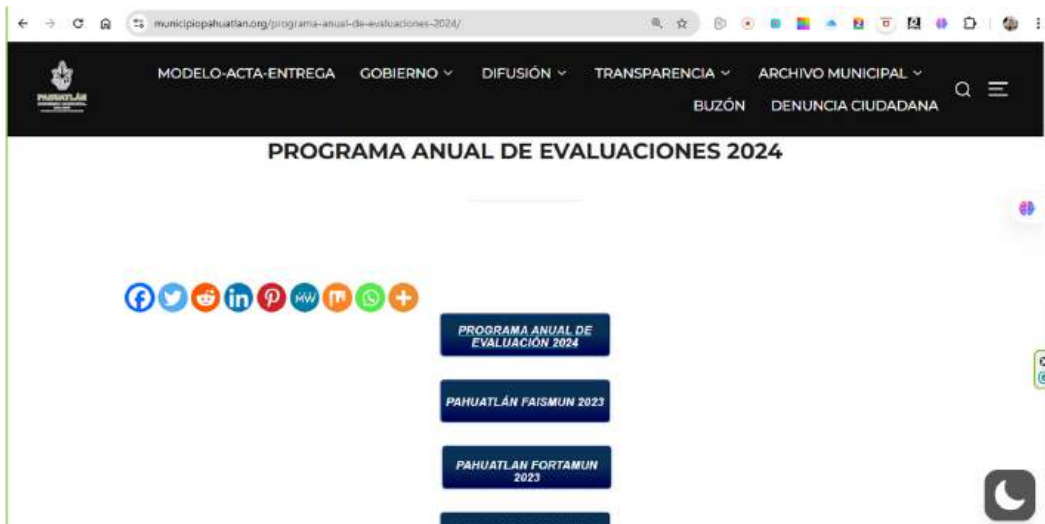 municipiopahuatlan.org/programa-anual-de-evaluaciones-2024/
PAHUATLÁN
MODELO-ACTA-ENTREGA GOBIERNO DIFUSIÓN TRANSPARENCIA ARCHIVO MUNICIPAL
BUZÓN DENUNCIA CIUDADANA
PROGRAMA ANUAL DE EVALUACIONES 2024
PROGRAMA ANUAL DE
EVALUACIÓN 2024
PAHUATLÁN FAISMUN 2023
PAHUATLAN FORTAMUN
2023